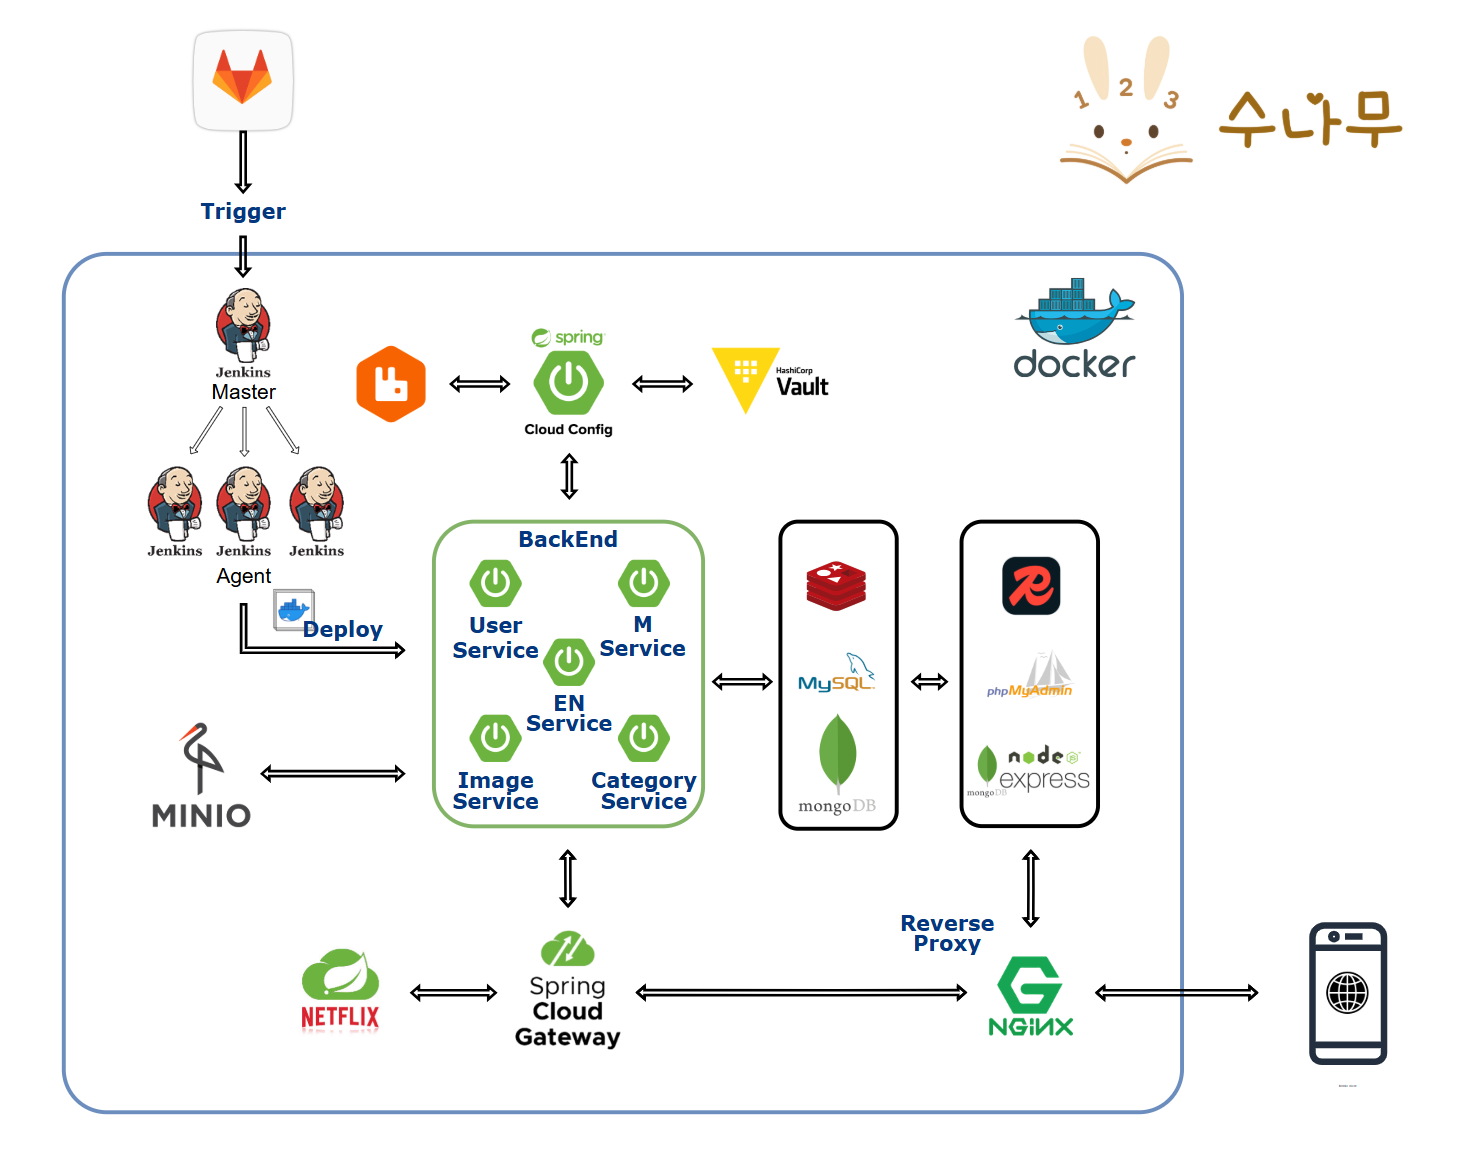 1 2 3
수나무
Trigger
docker
Jenkins
Master
spring
Cloud Config
HashiCorp
Vault
Jenkins
Jenkins
Jenkins
Agent
Deploy
BackEnd
User
Service
M
Service
EN
Service
Image
Service
Category
Service
MySQL
mongoDB
phpMyAdmin
node
JS
express
mongoDB
MINIO
Reverse
Proxy
NETFLIX
Spring
Cloud
Gateway
NGINX